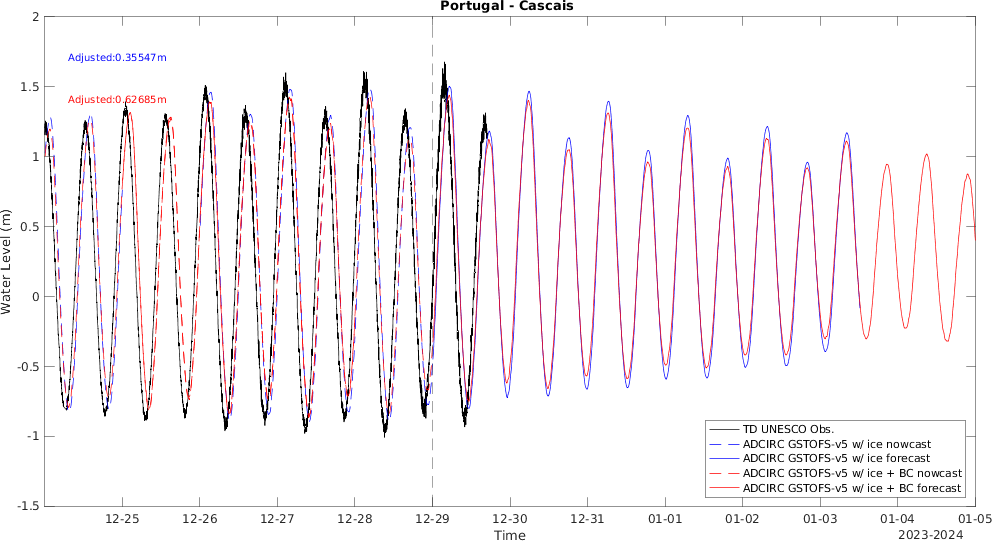 Portugal - Cascais
2
1.5
1
0.5
0
-0.5
-1
-1.5
Water Level (m)
Adjusted:0.35547m
Adjusted:0.62685m
TD UNESCO Obs.
ADCIRC GSTOFS-v5 w/ ice nowcast
ADCIRC GSTOFS-v5 w/ ice forecast
ADCIRC GSTOFS-v5 w/ ice + BC nowcast
ADCIRC GSTOFS-v5 w/ ice + BC forecast
12-25 12-26 12-27 12-28 12-29 12-30 12-31 01-01 01-02 01-03 01-04 01-05
Time
2023-2024